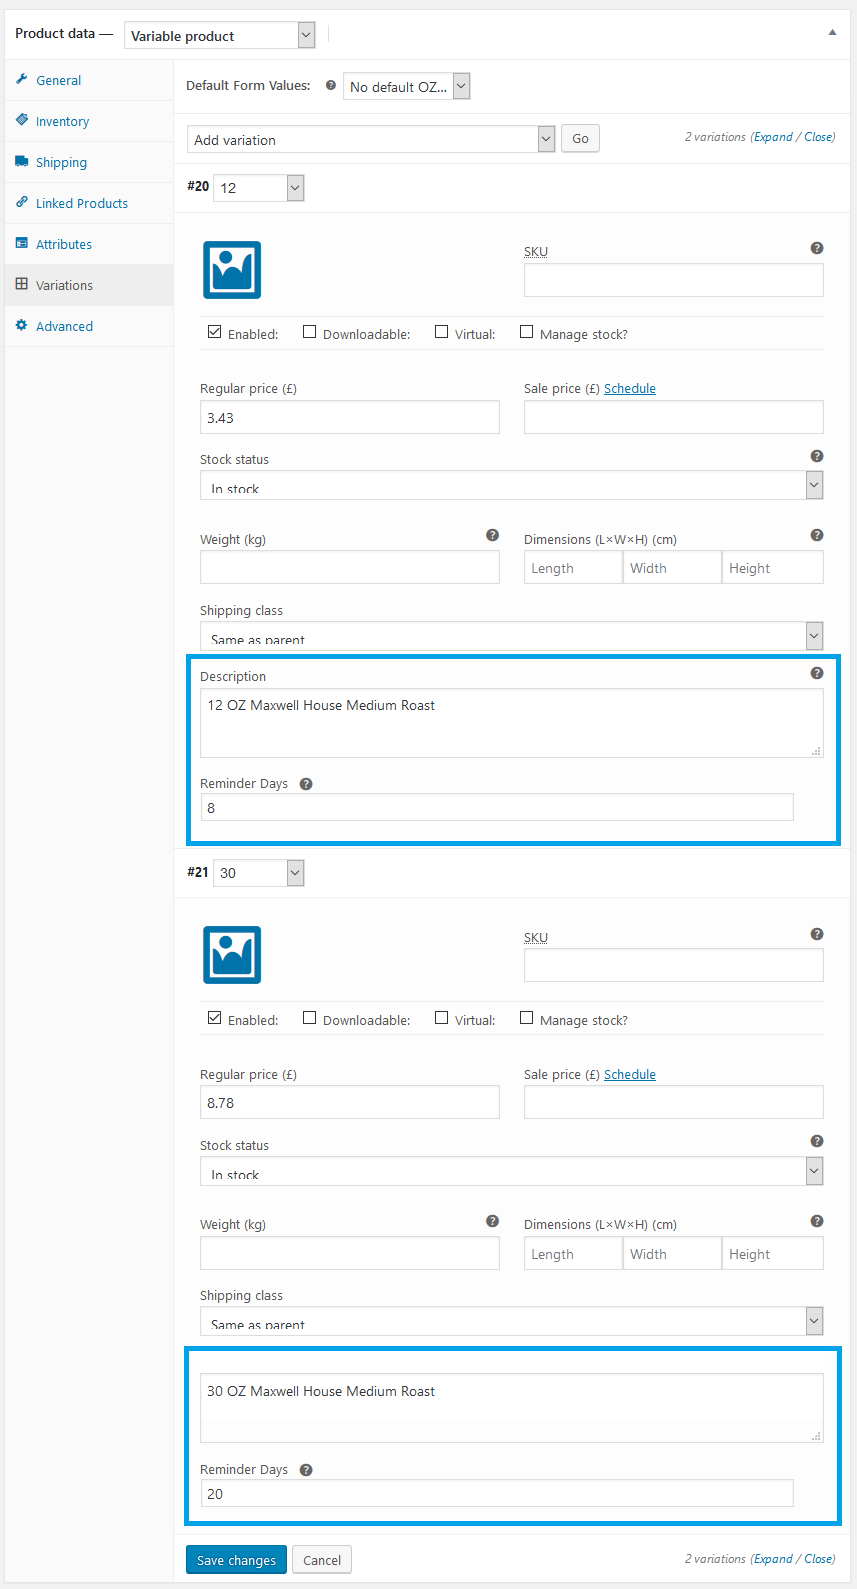 Product data — Variable product
General
Inventory
Shipping
Linked Products
Attributes
Variations
Advanced
Default Form Values: ? No default OZ...
Add variation Go 2 variations (Expand / Close)
#20 12
SKU ?
Enabled: Downloadable: Virtual: Manage stock?
Regular price (£) Sale price (£) Schedule
3.43
Stock status ?
In stock
Weight (kg) ? Dimensions (L×W×H) (cm) ?
Length Width Height
Shipping class
Same as parent
Description ?
12 OZ Maxwell House Medium Roast
Reminder Days ?
8
#21 30
SKU ?
Enabled: Downloadable: Virtual: Manage stock?
Regular price (£) Sale price (£) Schedule
8.78
Stock status ?
In stock
Weight (kg) ? Dimensions (L×W×H) (cm) ?
Length Width Height
Shipping class
Same as parent
30 OZ Maxwell House Medium Roast
Reminder Days ?
20
Save changes Cancel 2 variations (Expand / Close)